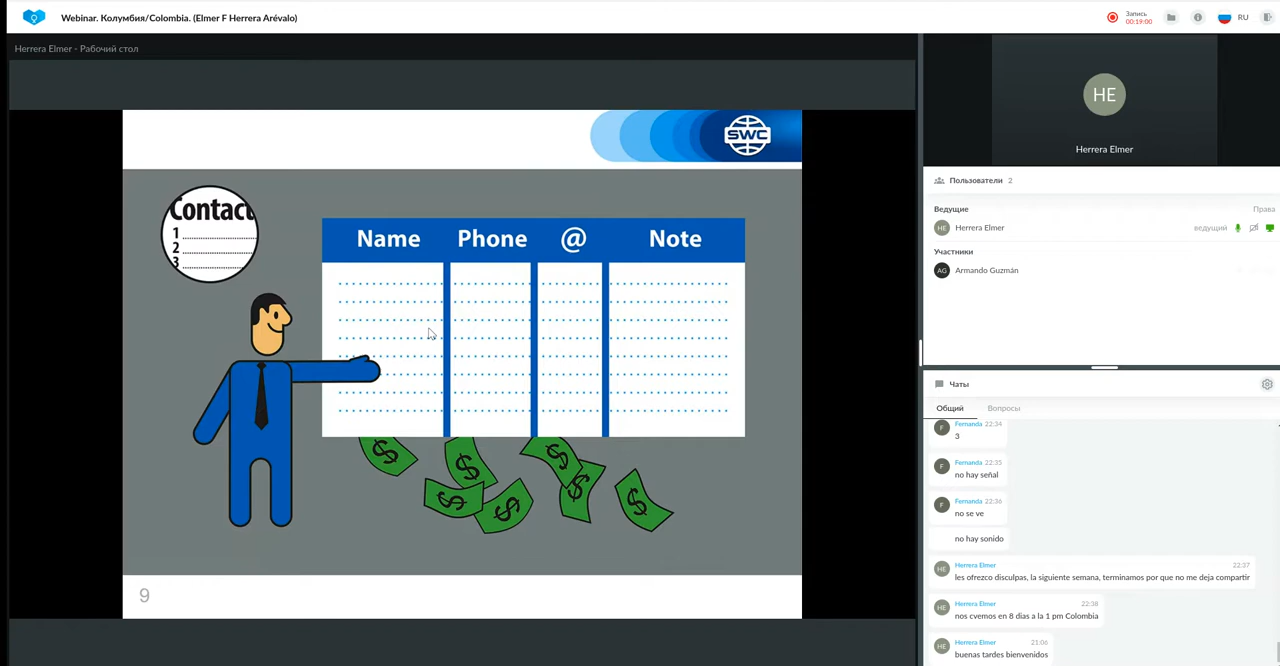 Webinar. Колумбия/Colombia. (Elmer F Herrera Arévalo)
Запись
00:19:00
RU
Herrera Elmer - Рабочий стол
SWC
Contact
1
2
3
Name Phone @ Note
$ $ $ $ $ $ $
9
HE
Herrera Elmer
Пользователи 2
Ведущие Права
HE Herrera Elmer ведущий
Участники
AG Armando Guzmán
Чаты
Общий Вопросы
F Fernanda 22:34
3
F Fernanda 22:35
no hay señal
F Fernanda 22:36
no se ve
no hay sonido
HE Herrera Elmer 22:37
les ofrezco disculpas, la siguiente semana, terminamos por que no me deja compartir
HE Herrera Elmer 22:38
nos cvemos en 8 dias a la 1 pm Colombia
HE Herrera Elmer 21:06
buenas tardes bienvenidos